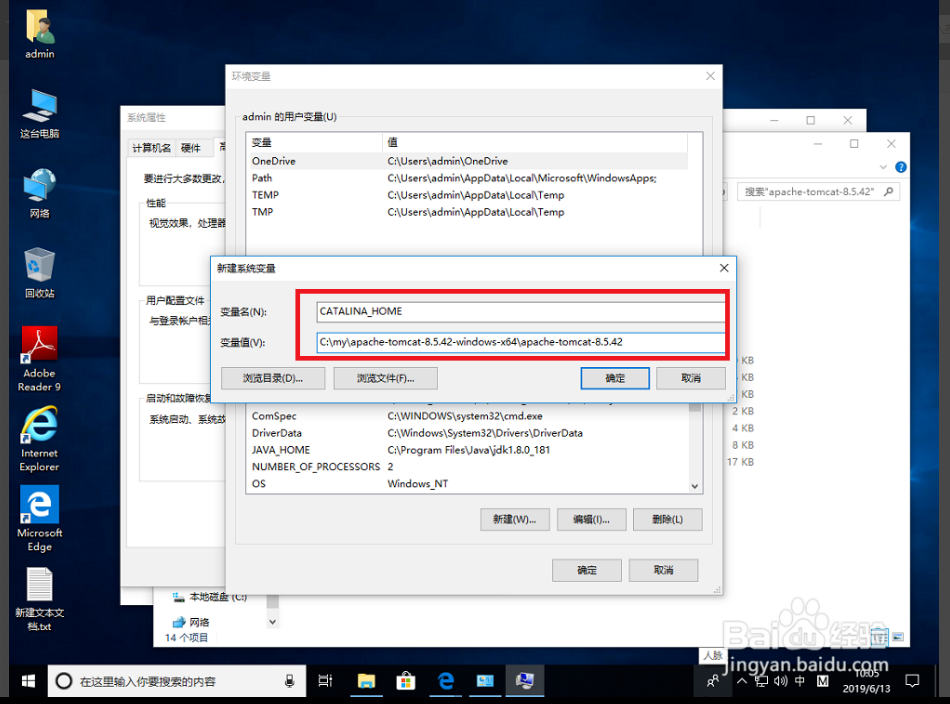 admin
这台电脑
网络
回收站
Adobe
Reader 9
Internet
Explorer
Microsoft
Edge
新建文本文
档.txt
系统属性
计算机名
硬件
要进行大多数更改,
性能
视觉效果，处理器
用户配置文件
与登录帐户相
启动和故障恢
系统启动、系统故
环境变量
admin 的用户变量(U)
变量 值
OneDrive C:\Users\admin\OneDrive
Path C:\Users\admin\AppData\Local\Microsoft\WindowsApps;
TEMP C:\Users\admin\AppData\Local\Temp
TMP C:\Users\admin\AppData\Local\Temp
新建系统变量
变量名(N): CATALINA_HOME
变量值(V): C:\my\apache-tomcat-8.5.42-windows-x64\apache-tomcat-8.5.42
浏览目录(D)... 浏览文件(F)... 确定 取消
ComSpec C:\WINDOWS\system32\cmd.exe
DriverData C:\Windows\System32\Drivers\DriverData
JAVA_HOME C:\Program Files\Java\jdk1.8.0_181
NUMBER_OF_PROCESSORS 2
OS Windows_NT
新建(W)... 编辑(I)... 删除(L)
确定 取消
搜索"apache-tomcat-8.5.42"
KB
KB
KB
2 KB
4 KB
8 KB
17 KB
本地磁盘 (C:)
网络
14 个项目
Baidu 经验
jingyan.baidu.com
人脉
在这里输入你要搜索的内容
中
M
10:05
2019/6/13